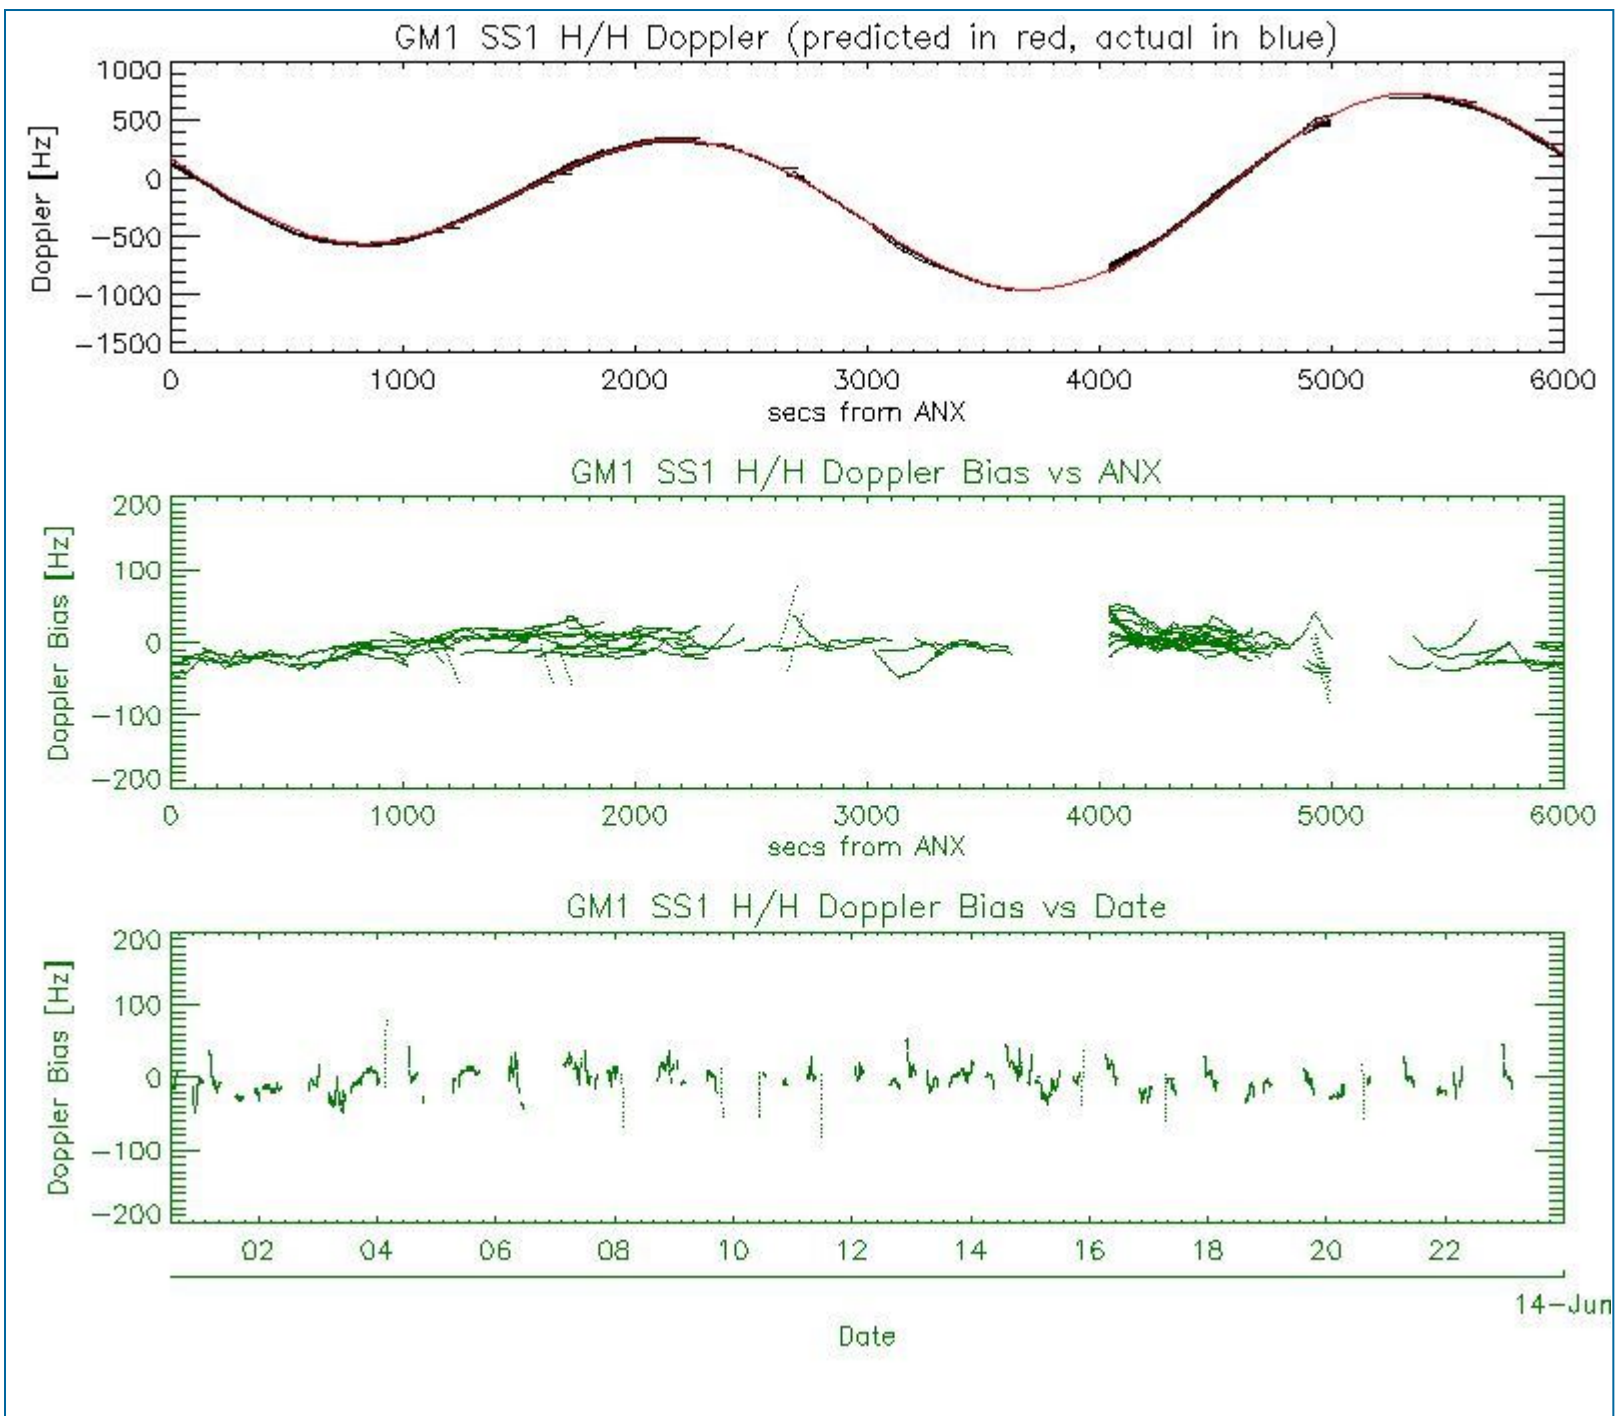 GM1 SS1 H/H Doppler (predicted in red, actual in blue)
1000
500
0
-500
-1000
-1500
Doppler [Hz]
0 1000 2000 3000 4000 5000 6000
secs from ANX
GM1 SS1 H/H Doppler Bias vs ANX
200
100
0
-100
-200
Doppler Bias [Hz]
0 1000 2000 3000 4000 5000 6000
secs from ANX
GM1 SS1 H/H Doppler Bias vs Date
200
100
0
-100
-200
Doppler Bias [Hz]
02 04 06 08 10 12 14 16 18 20 22
14-Jun
Date